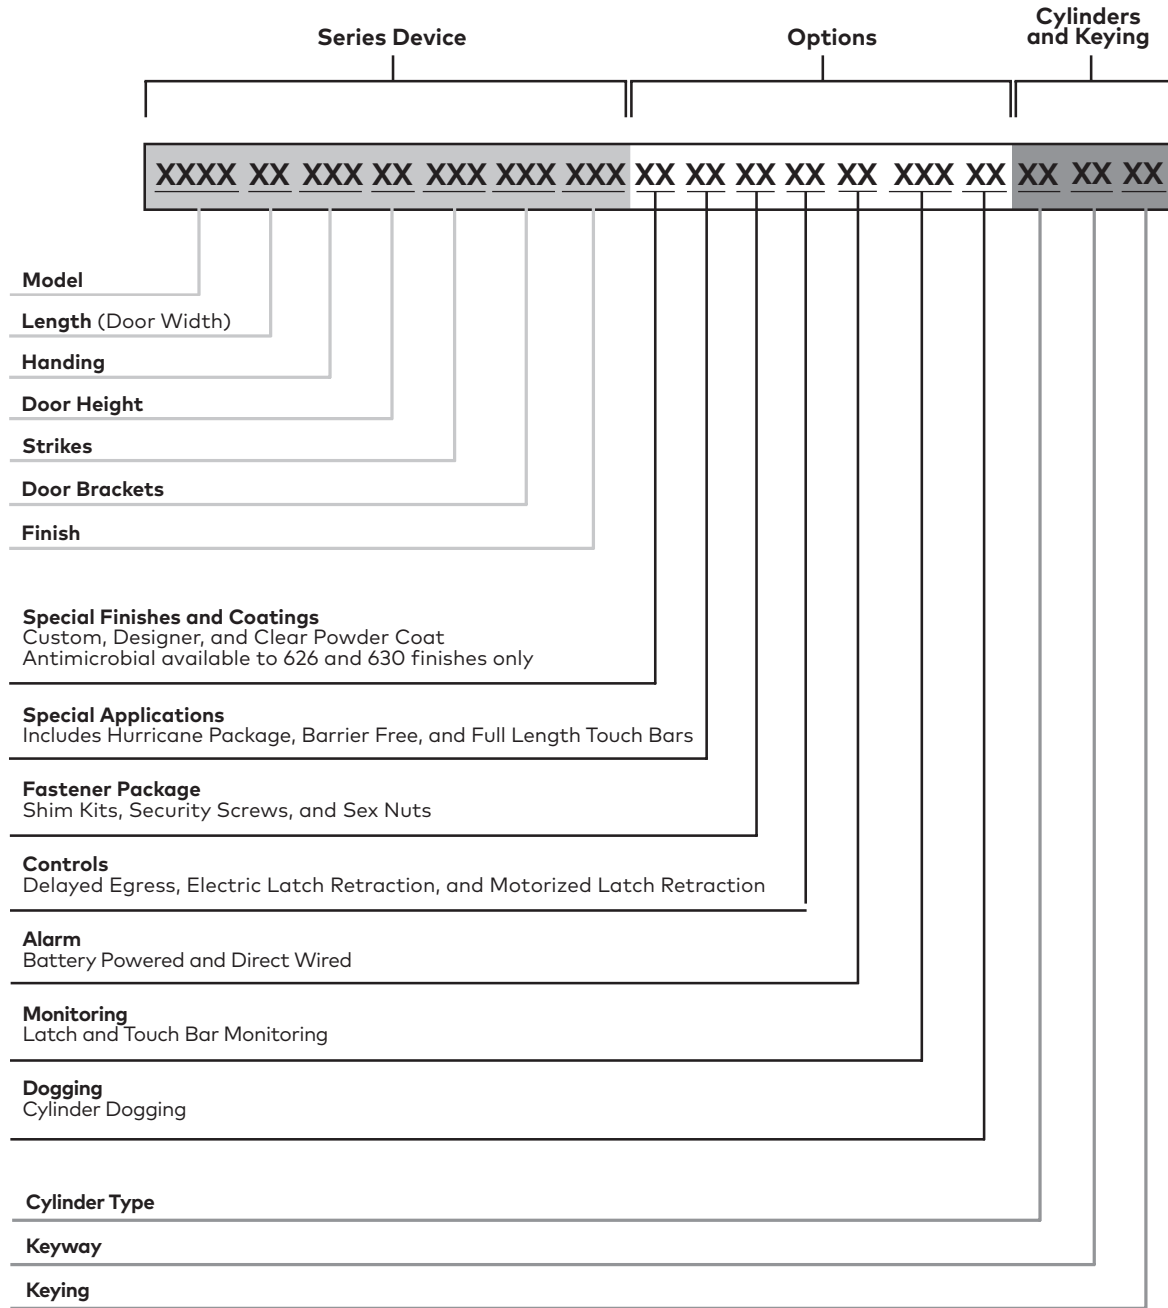 Series Device
Options
Cylinders
and Keying
XXXX XX XXX XX XXX XXX XXX XX XX XX XX XX XXX XX XX XX XX
Model
Length (Door Width)
Handing
Door Height
Strikes
Door Brackets
Finish
Special Finishes and Coatings
Custom, Designer, and Clear Powder Coat
Antimicrobial available to 626 and 630 finishes only
Special Applications
Includes Hurricane Package, Barrier Free, and Full Length Touch Bars
Fastener Package
Shim Kits, Security Screws, and Sex Nuts
Controls
Delayed Egress, Electric Latch Retraction, and Motorized Latch Retraction
Alarm
Battery Powered and Direct Wired
Monitoring
Latch and Touch Bar Monitoring
Dogging
Cylinder Dogging
Cylinder Type
Keyway
Keying